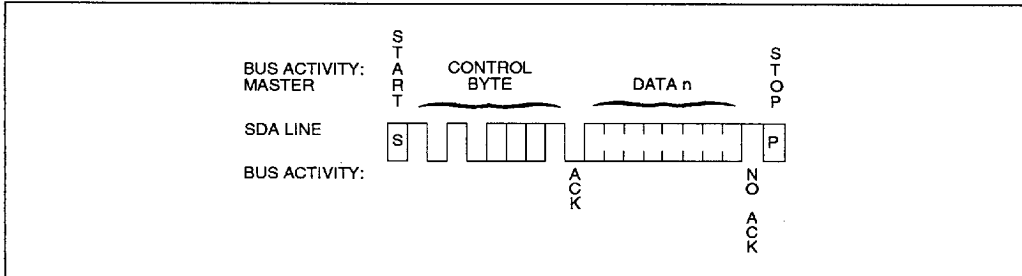 BUS ACTIVITY:
MASTER
START
CONTROL
BYTE
DATA n
STOP
SDA LINE
S
P
BUS ACTIVITY:
ACK
NO ACK